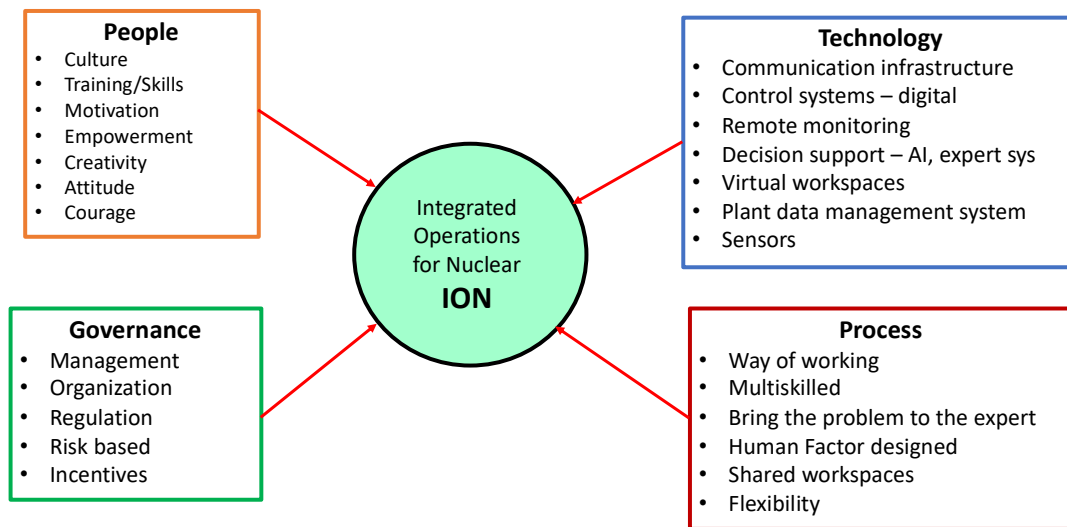 People
• Culture
• Training/Skills
• Motivation
• Empowerment
• Creativity
• Attitude
• Courage
Technology
• Communication infrastructure
• Control systems – digital
• Remote monitoring
• Decision support – AI, expert sys
• Virtual workspaces
• Plant data management system
• Sensors
Integrated
Operations
for Nuclear
ION
Governance
• Management
• Organization
• Regulation
• Risk based
• Incentives
Process
• Way of working
• Multiskilled
• Bring the problem to the expert
• Human Factor designed
• Shared workspaces
• Flexibility